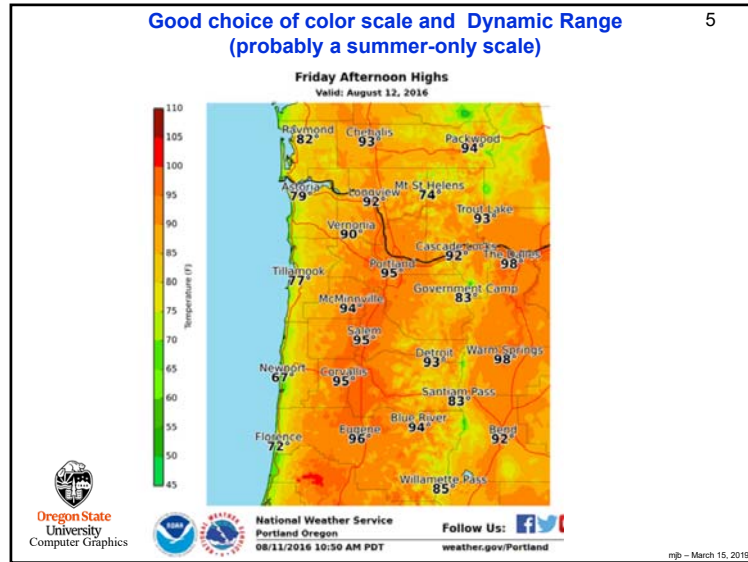 Good choice of color scale and Dynamic Range
(probably a summer-only scale)
5
Friday Afternoon Highs
Valid: August 12, 2016
110
105
100
95
90
85
80
75
70
65
60
55
50
45
Temperature (F)
Raymond
82°
Chehalis
93°
Packwood
94°
Astoria
79°
Longview
92°
Mt St Helens
74°
Trout Lake
93°
Vernonia
90°
Cascade Locks
92°
The Dalles
98°
Portland
95°
Tillamook
77°
Government Camp
83°
McMinnville
94°
Salem
95°
Detroit
93°
Warm Springs
98°
Newport
67°
Corvallis
95°
Santiam Pass
83°
Blue River
94°
Florence
72°
Eugene
96°
Bend
92°
Willamette Pass
85°
Oregon State
University
Computer Graphics
NOAA
National Weather Service
Portland Oregon
08/11/2016 10:50 AM PDT
Follow Us:
weather.gov/Portland
mjb – March 15, 2019